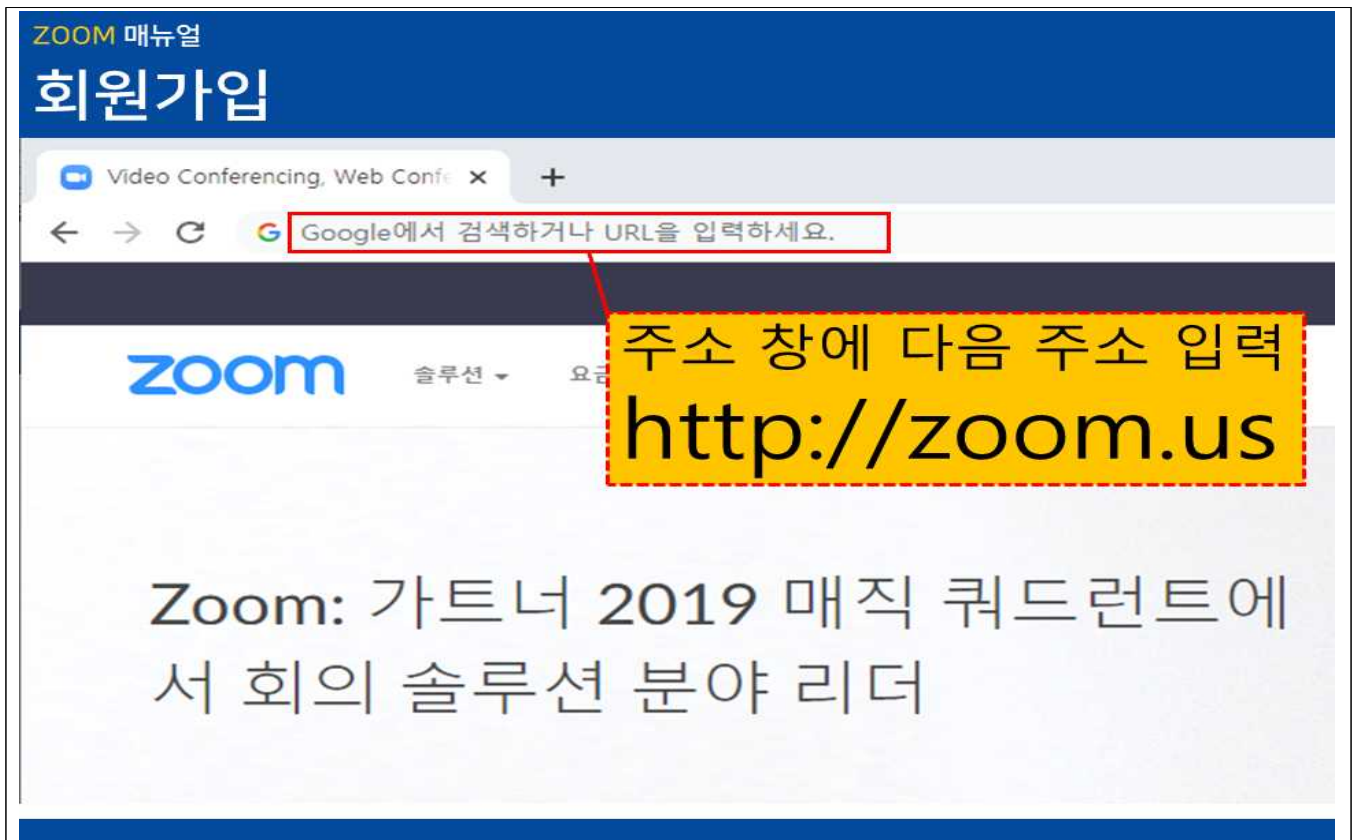 ZOOM 매뉴얼
회원가입
Video Conferencing, Web Confe
Google에서 검색하거나 URL을 입력하세요.
주소 창에 다음 주소 입력
http://zoom.us
zoom 솔루션
Zoom: 가트너 2019 매직 쿼드런트에
서 회의 솔루션 분야 리더